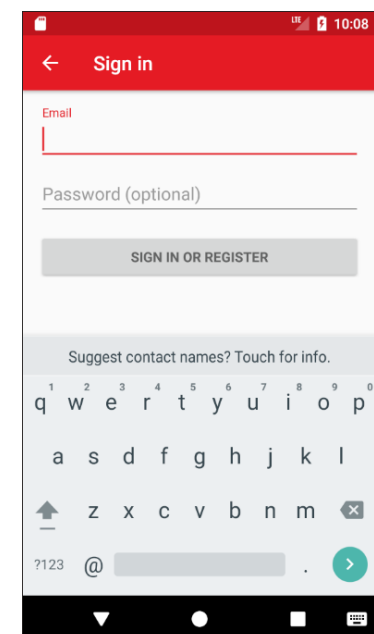 LTE 10:08
Sign in
Email
Password (optional)
SIGN IN OR REGISTER
Suggest contact names? Touch for info.
1 2 3 4 5 6 7 8 9 0
q w e r t y u i o p
a s d f g h j k l
z x c v b n m
?123 @ .